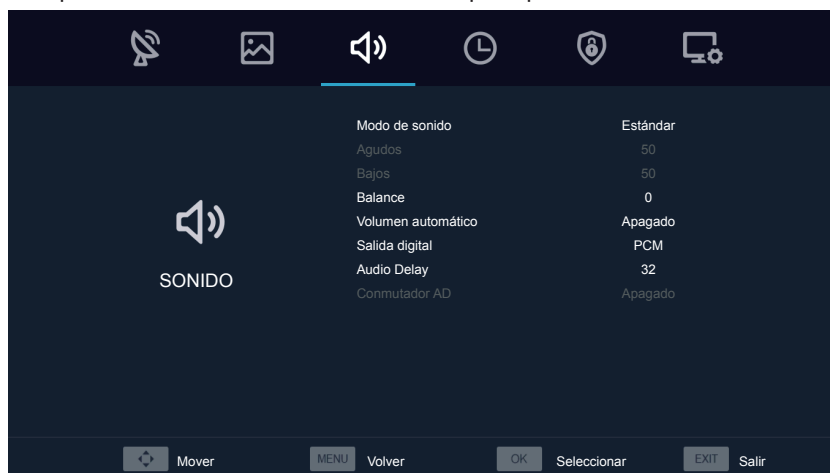 Modo de sonido Estándar
Agudos 50
Bajos 50
Balance 0
Volumen automático Apagado
Salida digital PCM
Audio Delay 32
Conmutador AD Apagado
SONIDO
Mover MENU Volver OK Seleccionar EXIT Salir